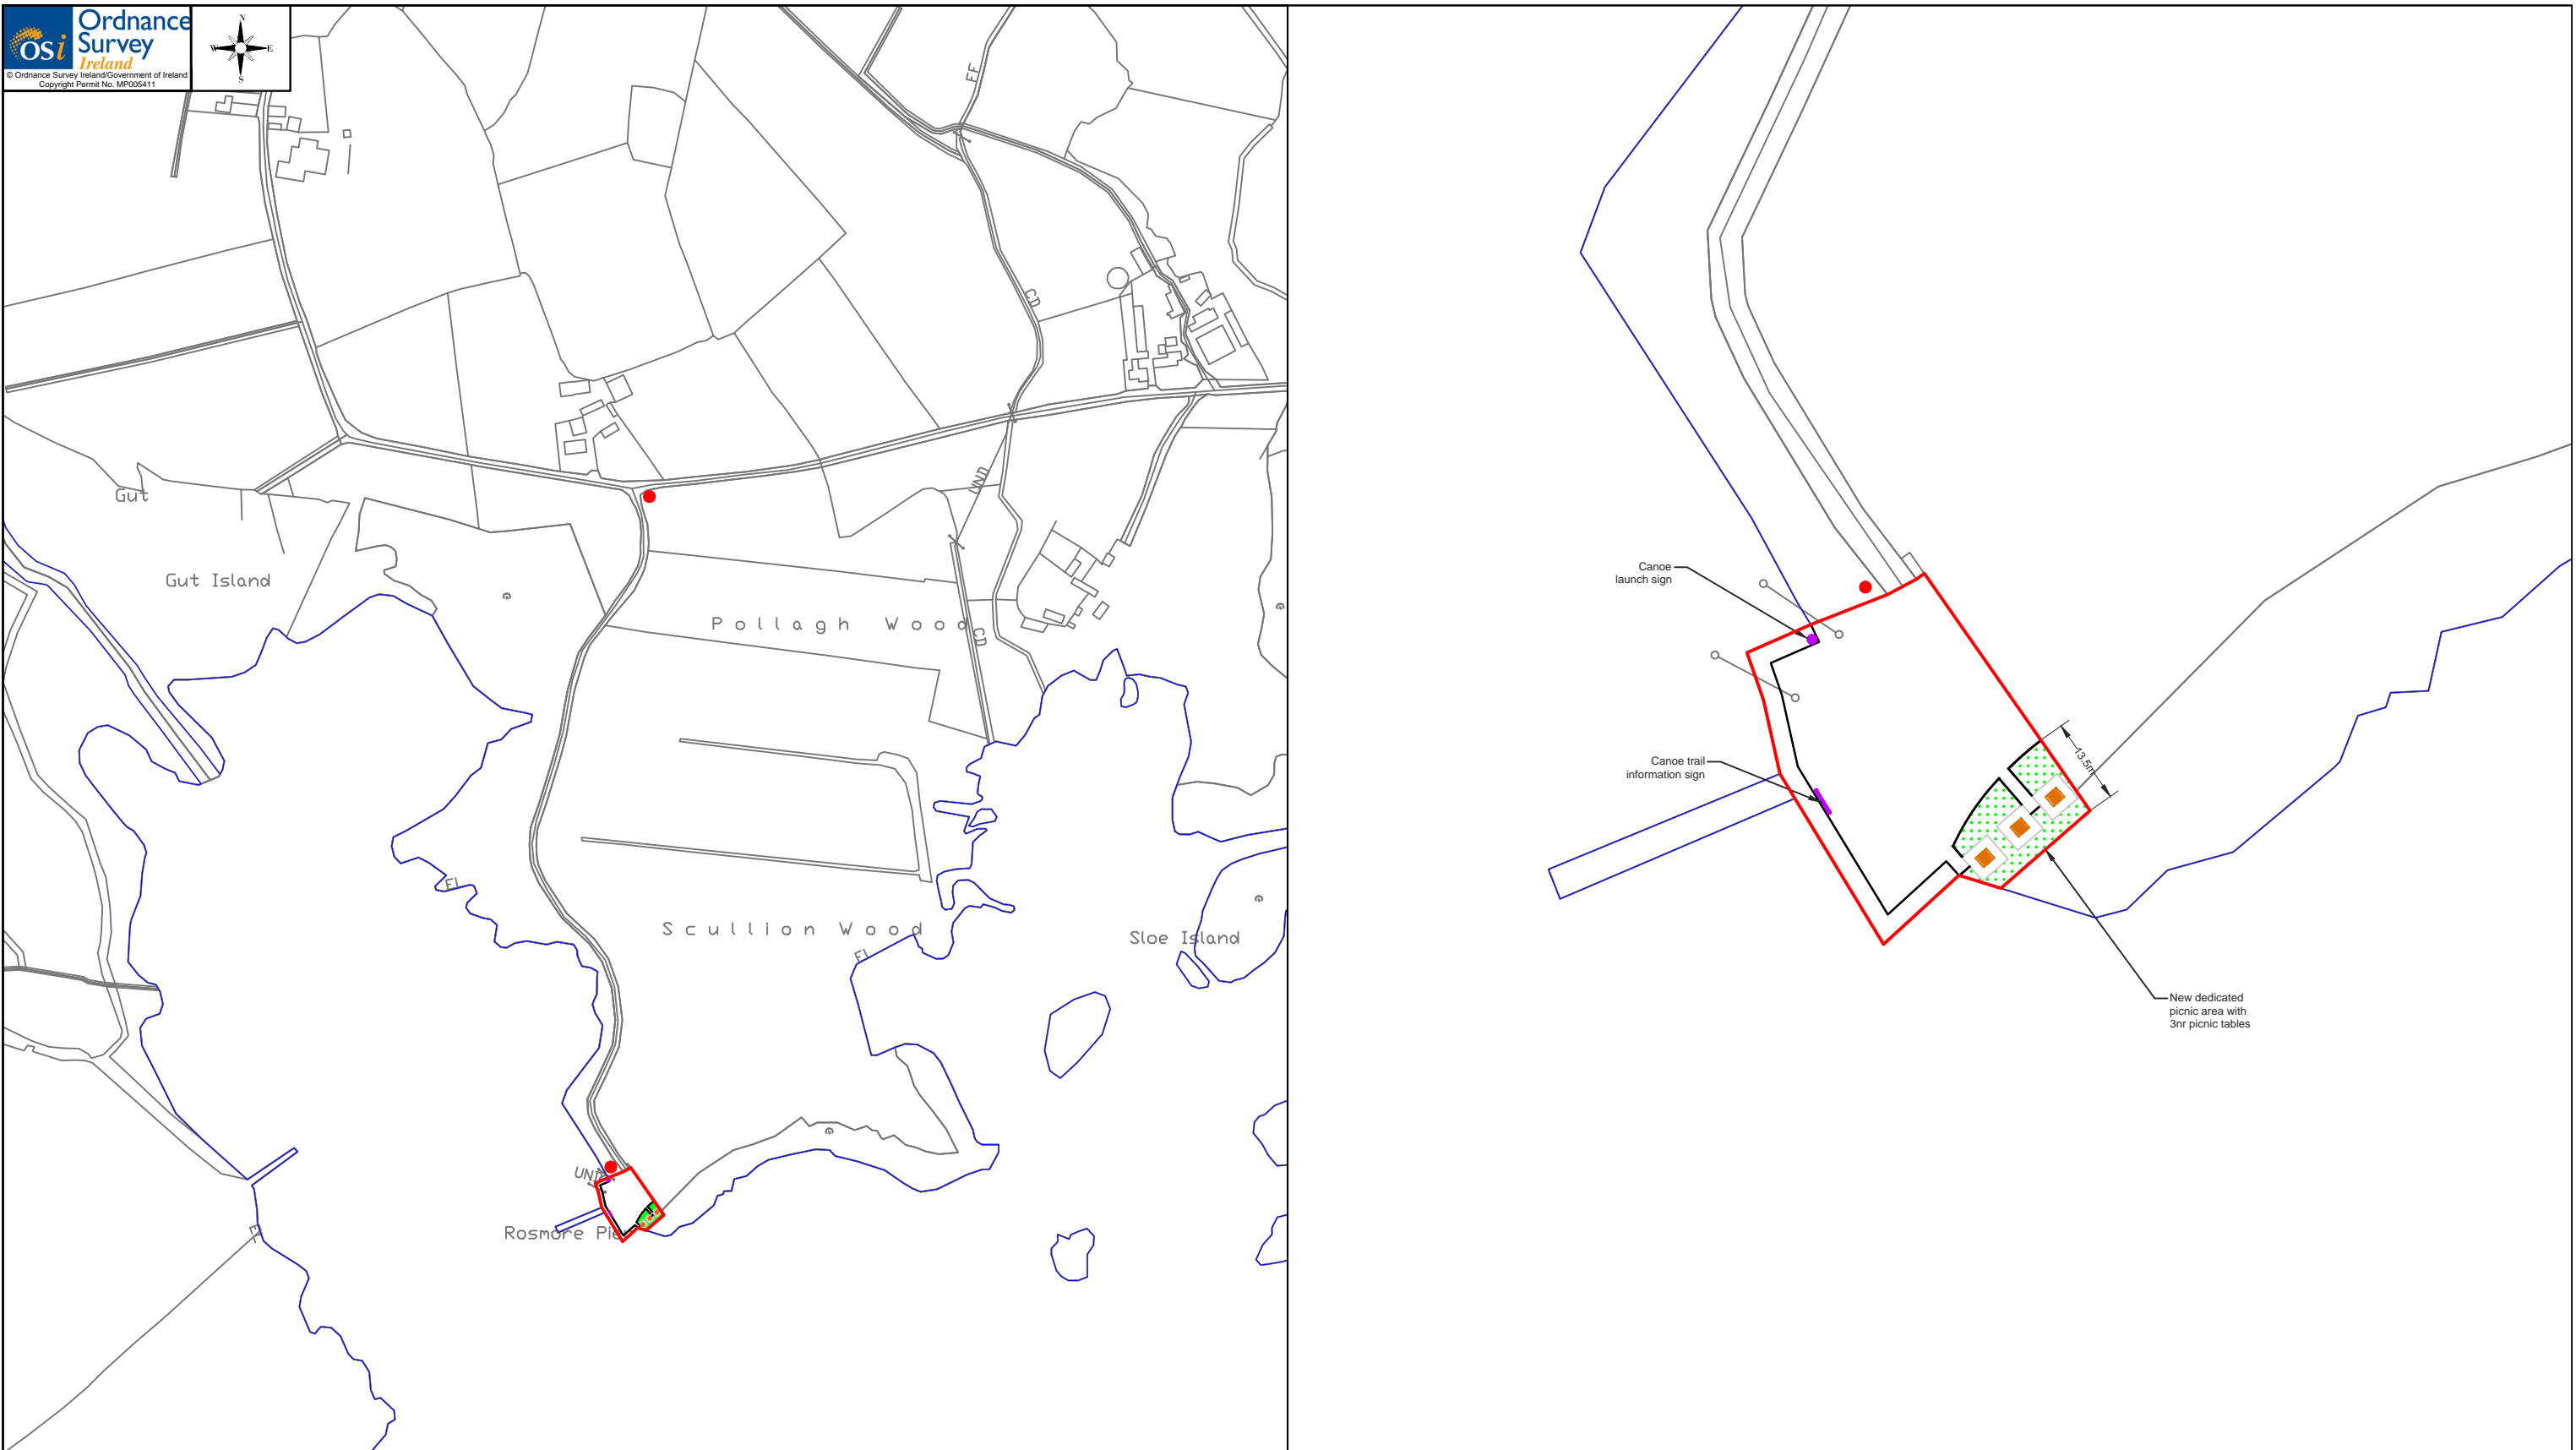 Ordnance
Survey
Ireland
osi
© Ordnance Survey Ireland/Government of Ireland
Copyright Permit No. MP005411
N
W E
S
FF
CD
Gut
UND
Gut Island
Pollagh Wood
CD
FL
Scullion Wood
Sloe Island
FL
UND
Rosmore Pie
Canoe
launch sign
Canoe trail
information sign
13.5m
New dedicated
picnic area with
3nr picnic tables